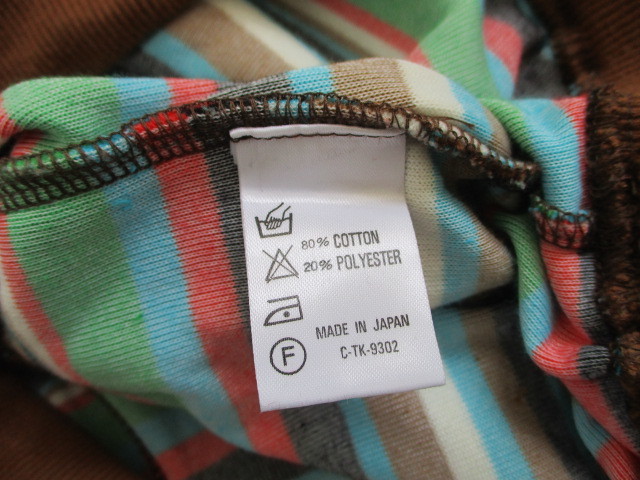 80% COTTON
20% POLYESTER
MADE IN JAPAN
C-TK-9302
F